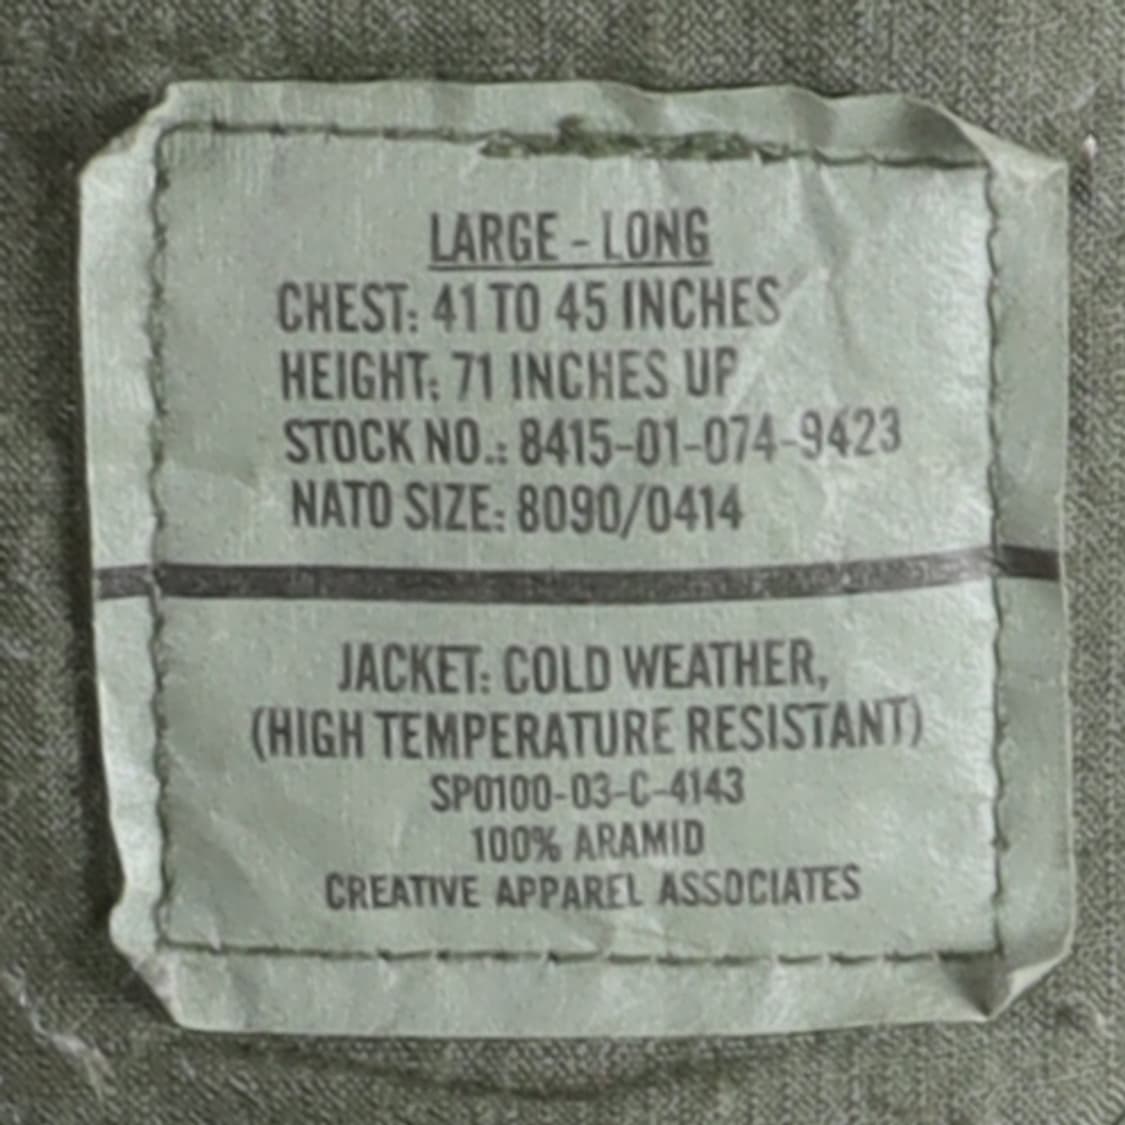 LARGE - LONG
CHEST: 41 TO 45 INCHES
HEIGHT: 71 INCHES UP
STOCK NO.: 8415-01-074-9423
NATO SIZE: 8090/0414
JACKET: COLD WEATHER,
(HIGH TEMPERATURE RESISTANT)
SP0100-03-C-4143
100% ARAMID
CREATIVE APPAREL ASSOCIATES